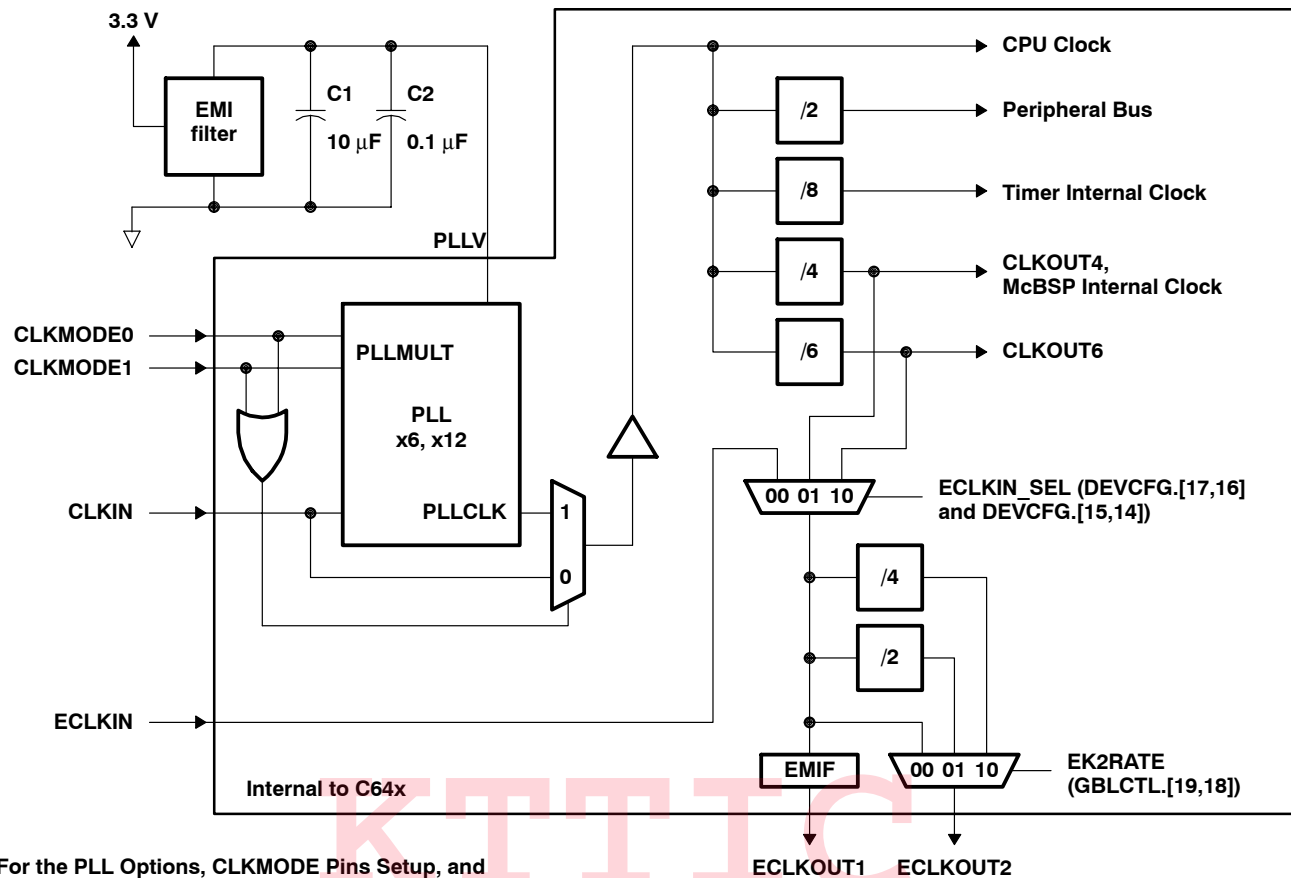 3.3 V
EMI
filter
C1
10 μF
C2
0.1 μF
CPU Clock
/2
Peripheral Bus
/8
Timer Internal Clock
/4
CLKOUT4,
McBSP Internal Clock
/6
CLKOUT6
PLLV
CLKMODE0
CLKMODE1
PLLMULT
PLL
x6, x12
CLKIN
PLLCLK
1
0
00 01 10
ECLKIN_SEL (DEVCFG.[17,16]
and DEVCFG.[15,14])
/4
/2
ECLKIN
EMIF
00 01 10
EK2RATE
(GBLCTL.[19,18])
Internal to C64x
KTTIC
ECLKOUT1 ECLKOUT2
For the PLL Options, CLKMODE Pins Setup, and